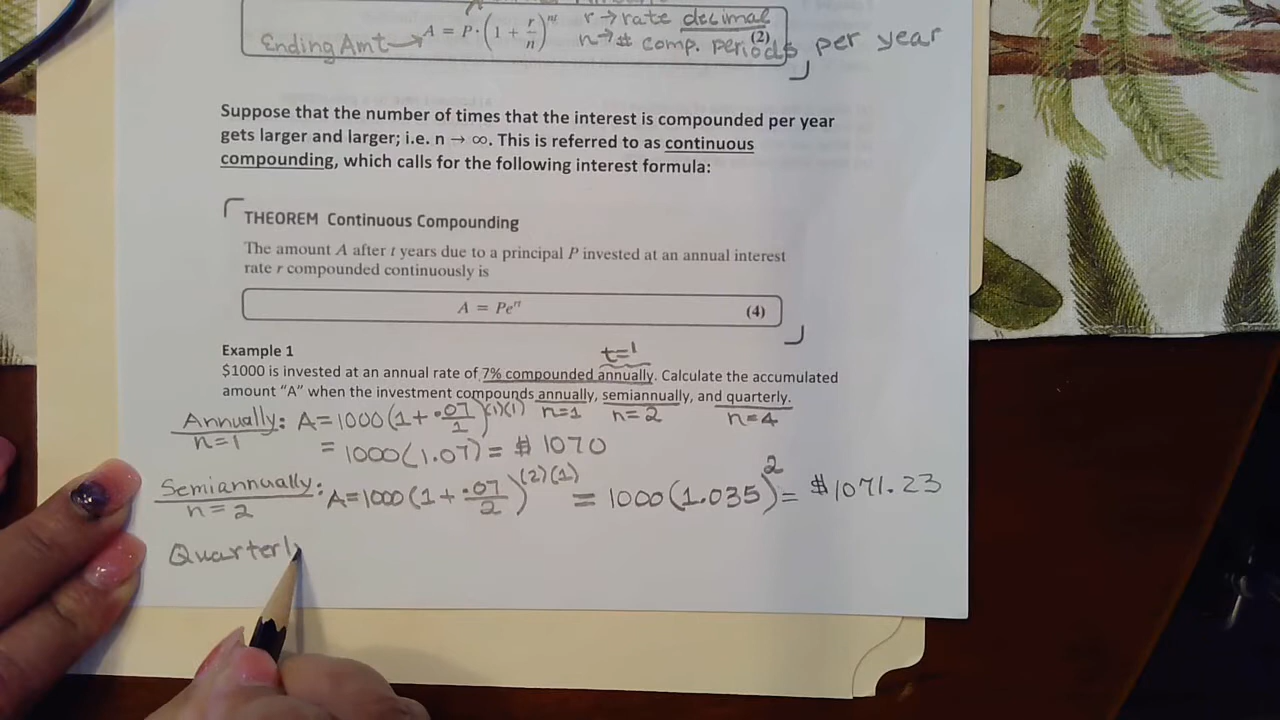 r → rate decimal
Ending Amt → A = P · (1 + r/n)^nt n → # comp. periods per year
(2)
Suppose that the number of times that the interest is compounded per year
gets larger and larger; i.e. n → ∞. This is referred to as continuous
compounding, which calls for the following interest formula:
THEOREM Continuous Compounding
The amount A after t years due to a principal P invested at an annual interest
rate r compounded continuously is
A = Pe^rt (4)
Example 1
t=1
$1000 is invested at an annual rate of 7% compounded annually. Calculate the accumulated
amount “A” when the investment compounds annually, semiannually, and quarterly.
n=1 n=2 n=4
Annually: A=1000(1+.07/1)^(1)(1)
n=1
=1000(1.07)= $1070
Semiannually: A=1000(1+.07/2)^(2)(1) = 1000(1.035)^2 = $1071.23
n=2
Quarterl